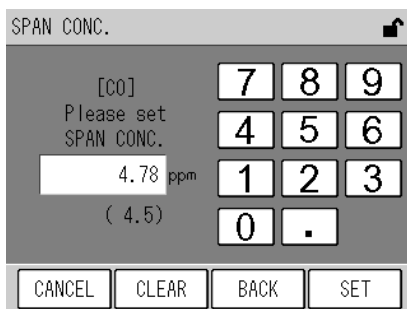 SPAN CONC.
[CO]
Please set
SPAN CONC.
4.78 ppm
( 4.5)
7 8 9
4 5 6
1 2 3
0 .
CANCEL CLEAR BACK SET